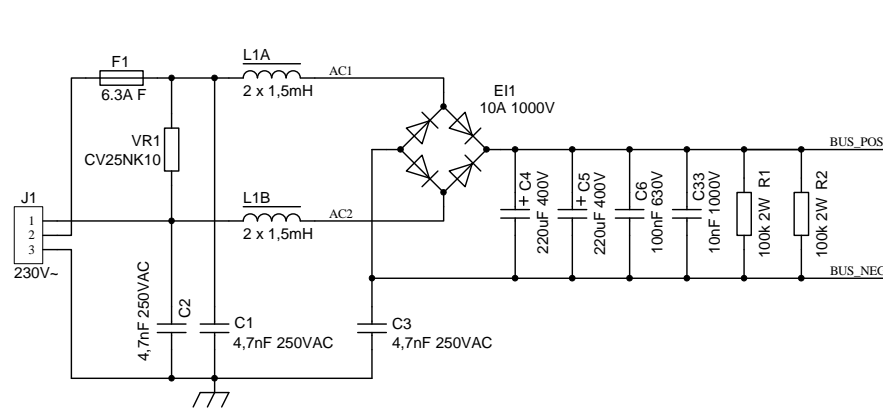 F1
6.3A F
L1A
2 x 1,5mH
AC1
EI1
10A 1000V
VR1
CV25NK10
BUS_POS
J1
1
2
3
230V~
L1B
2 x 1,5mH
AC2
+ C4
220uF 400V
+ C5
220uF 400V
C6
100nF 630V
C33
10nF 1000V
100k 2W R1
100k 2W R2
BUS_NEG
4,7nF 250VAC
C2
C1
4,7nF 250VAC
C3
4,7nF 250VAC